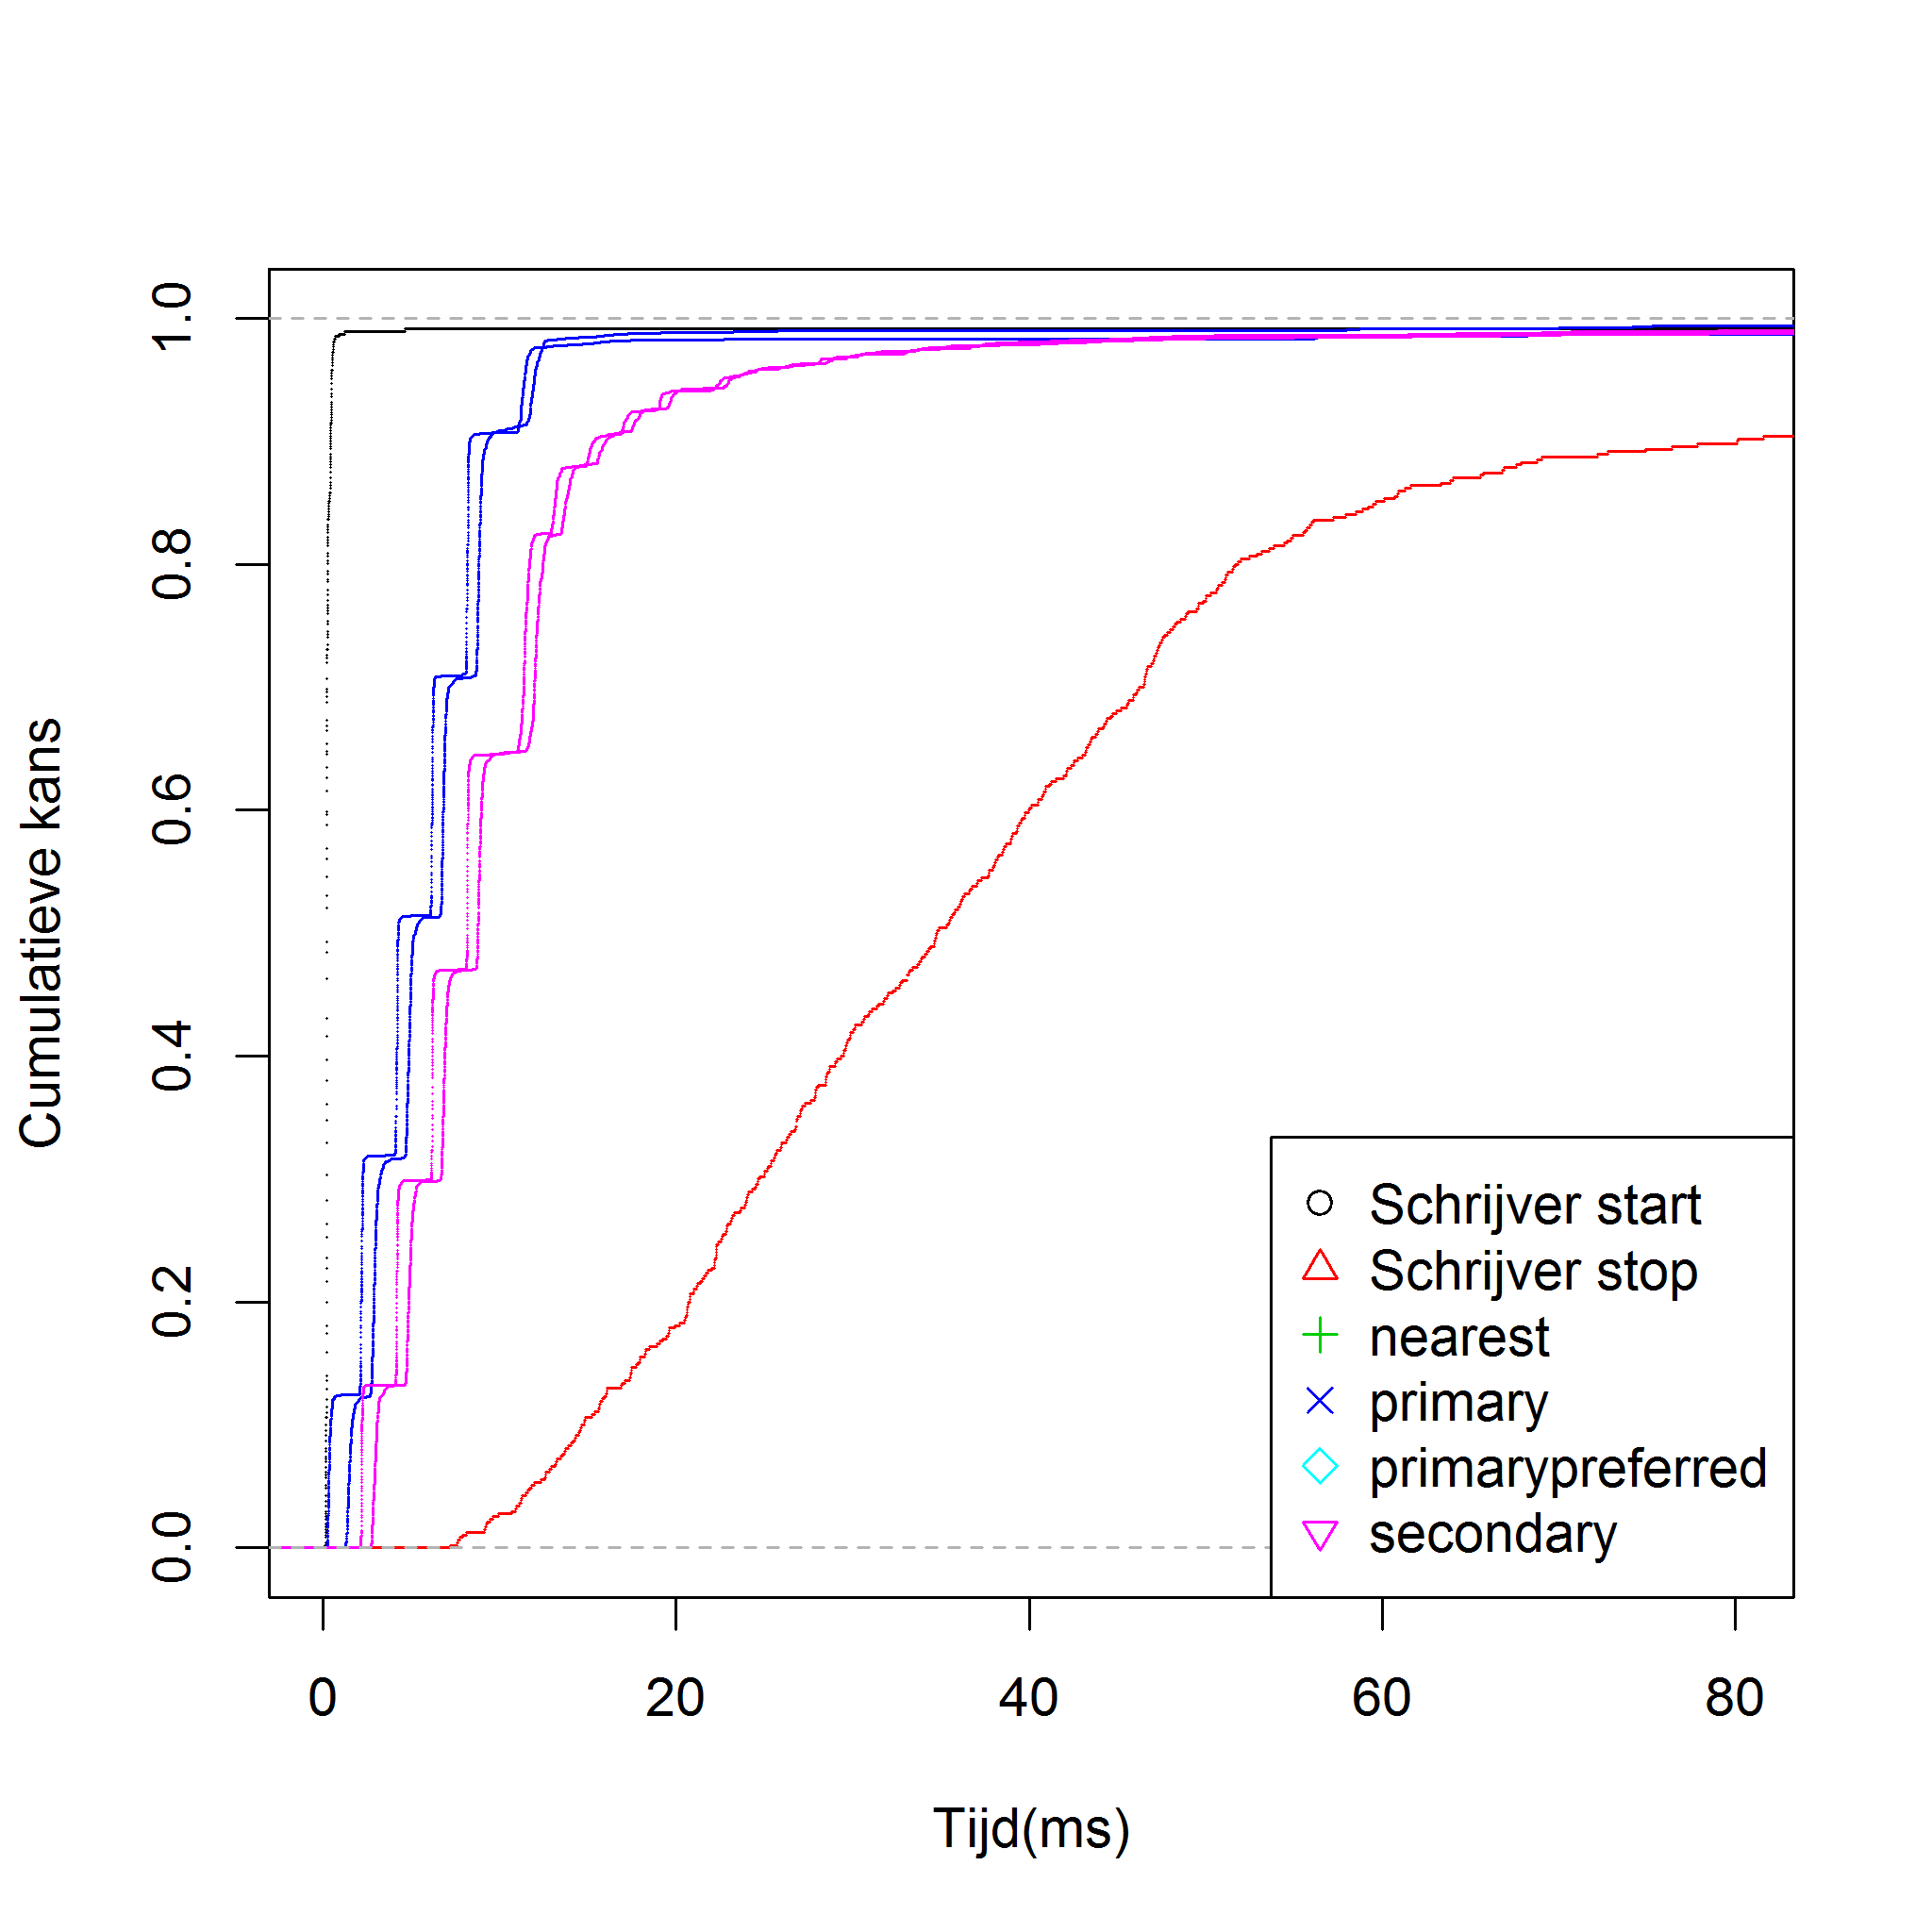 1.0
0.8
0.6
0.4
0.2
0.0
Cumulatieve kans
0 20 40 60 80
Tijd(ms)
Schrijver start
Schrijver stop
nearest
primary
primarypreferred
secondary